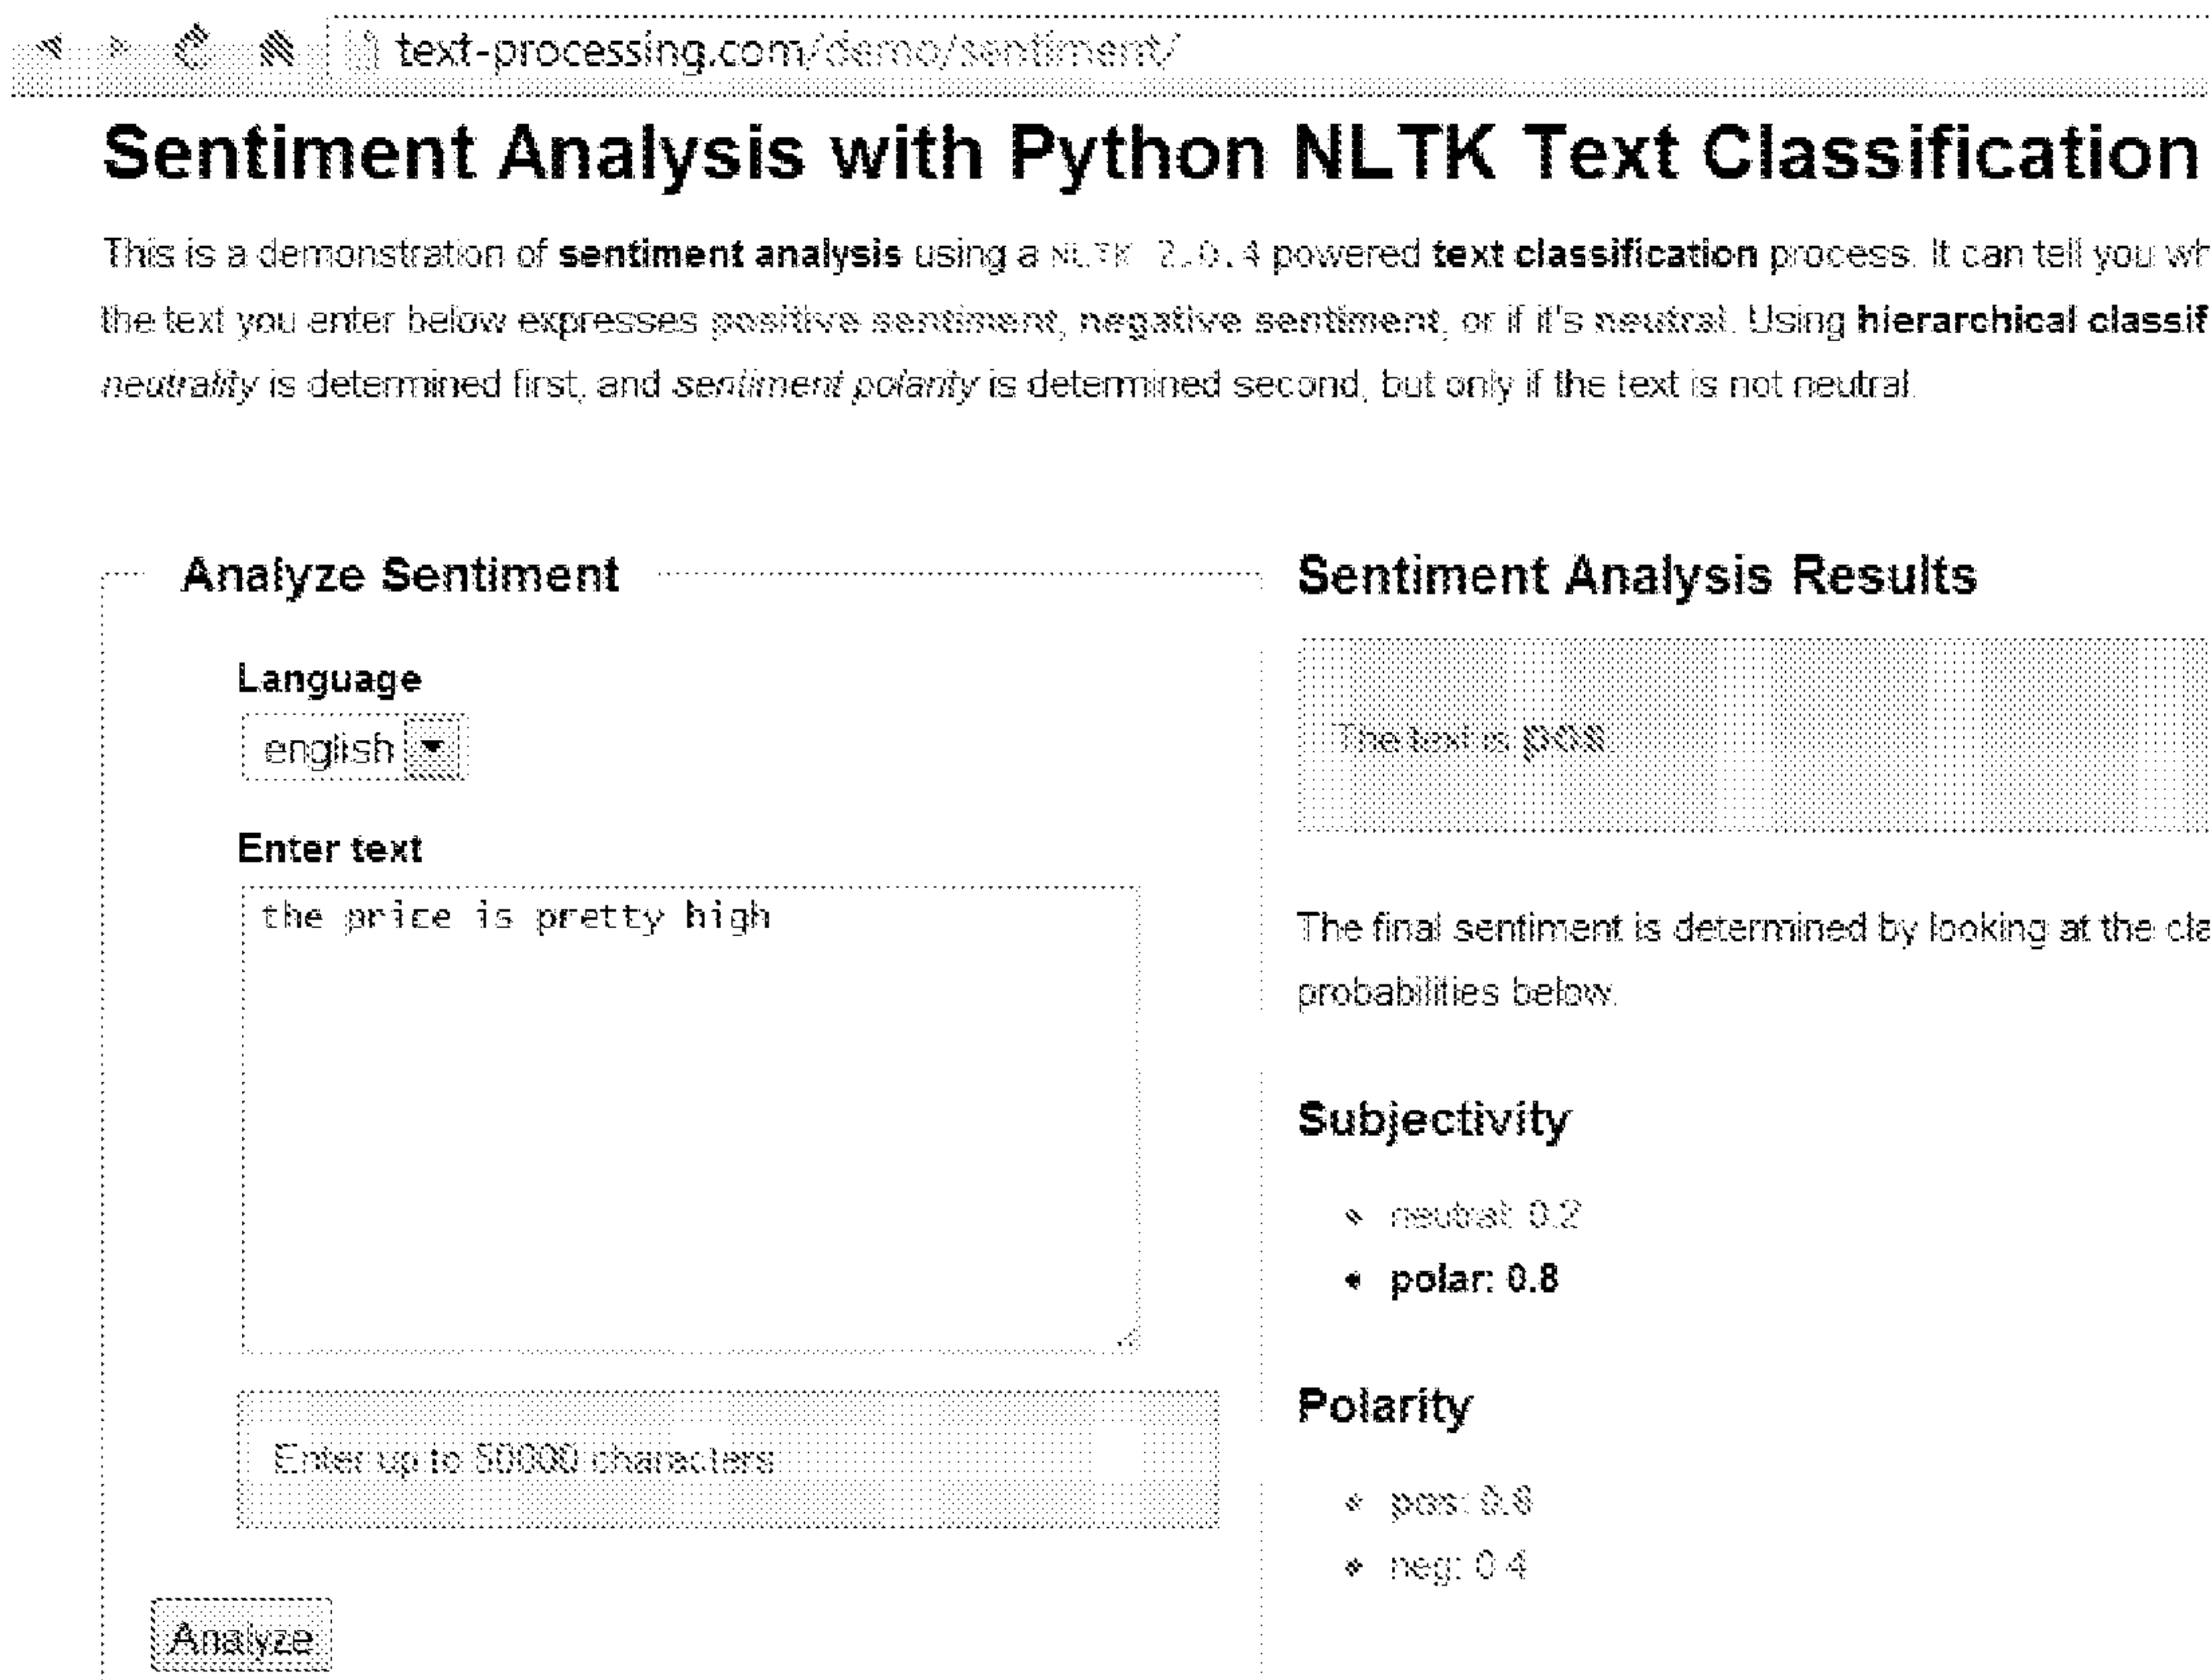 text-processing.com/demo/sentiment/
Sentiment Analysis with Python NLTK Text Classification
This is a demonstration of sentiment analysis using a NLTK 2.0.4 powered text classification process. It can tell you wh
the text you enter below expresses positive sentiment, negative sentiment, or if it's neutral. Using hierarchical classif
neutrality is determined first, and sentiment polarity is determined second, but only if the text is not neutral.
Analyze Sentiment
Language
english
Enter text
the price is pretty high
Enter up to 50000 characters
Analyze
Sentiment Analysis Results
The text is pos.
The final sentiment is determined by looking at the cla
probabilities below.
Subjectivity
neutral: 0.2
polar: 0.8
Polarity
pos:
neg: 0.4